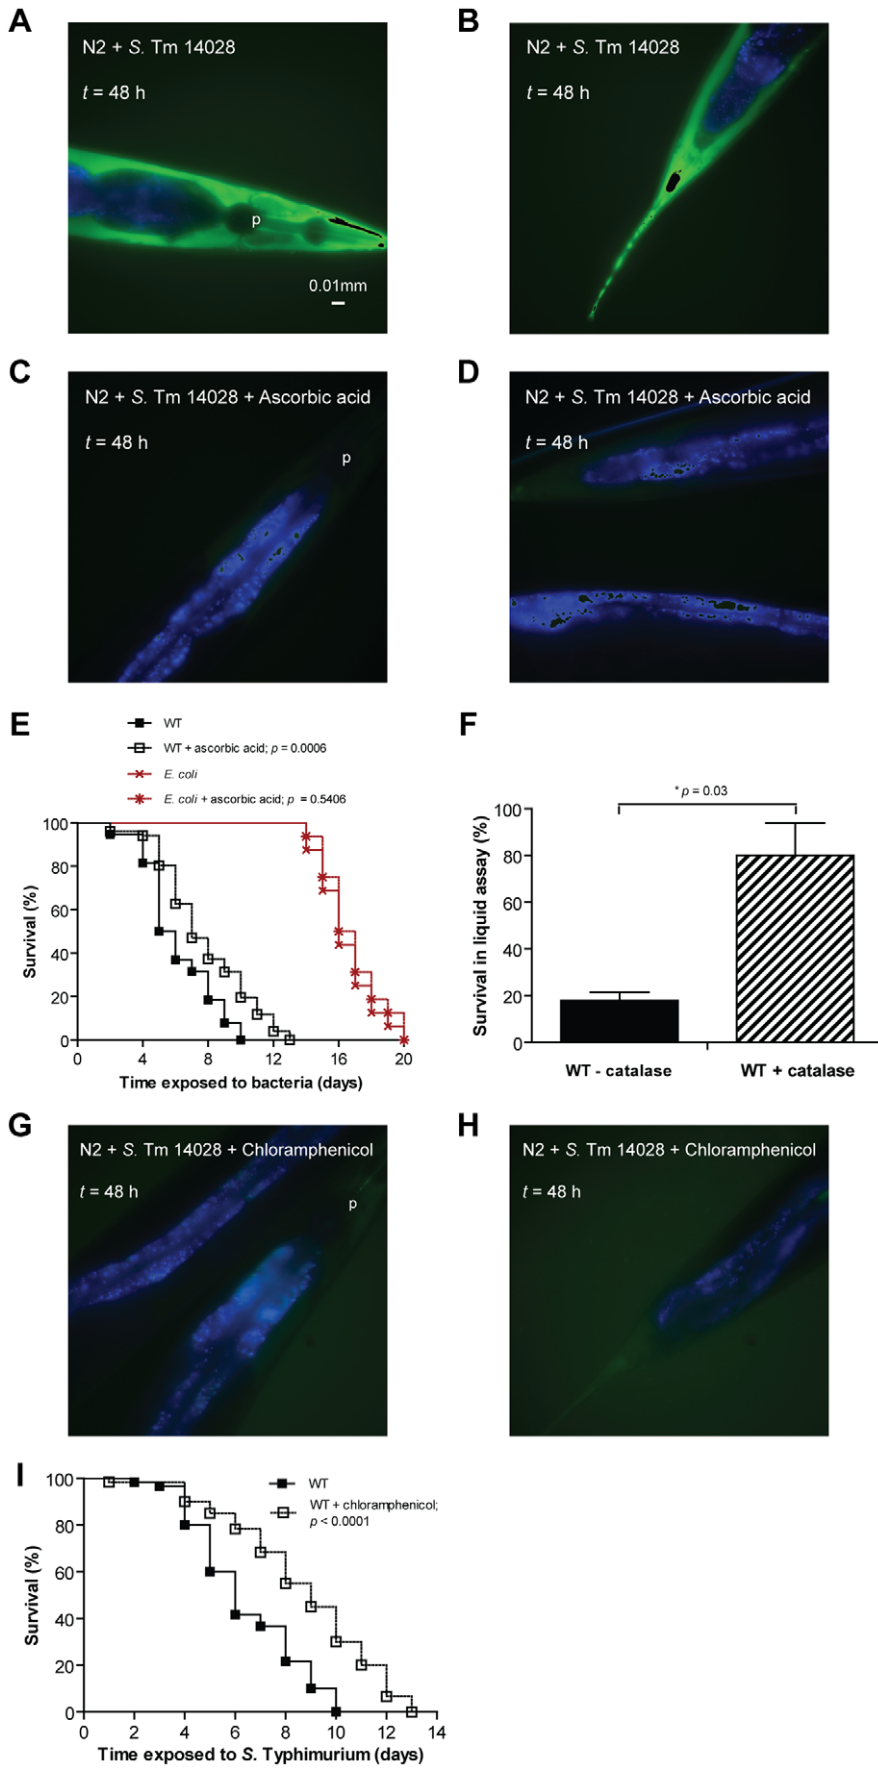 A
N2 + S. Tm 14028
t = 48 h
p
0.01mm
B
N2 + S. Tm 14028
t = 48 h
C
N2 + S. Tm 14028 + Ascorbic acid
t = 48 h
p
D
N2 + S. Tm 14028 + Ascorbic acid
t = 48 h
E
WT
WT + ascorbic acid; p = 0.0006
E. coli
E. coli + ascorbic acid; p = 0.5406
Survival (%)
100
80
60
40
20
0
0 4 8 12 16 20
Time exposed to bacteria (days)
F
* p = 0.03
Survival in liquid assay (%)
100
80
60
40
20
0
WT - catalase WT + catalase
G
N2 + S. Tm 14028 + Chloramphenicol
t = 48 h
p
H
N2 + S. Tm 14028 + Chloramphenicol
t = 48 h
I
WT
WT + chloramphenicol;
p < 0.0001
Survival (%)
100
80
60
40
20
0
0 2 4 6 8 10 12 14
Time exposed to S. Typhimurium (days)